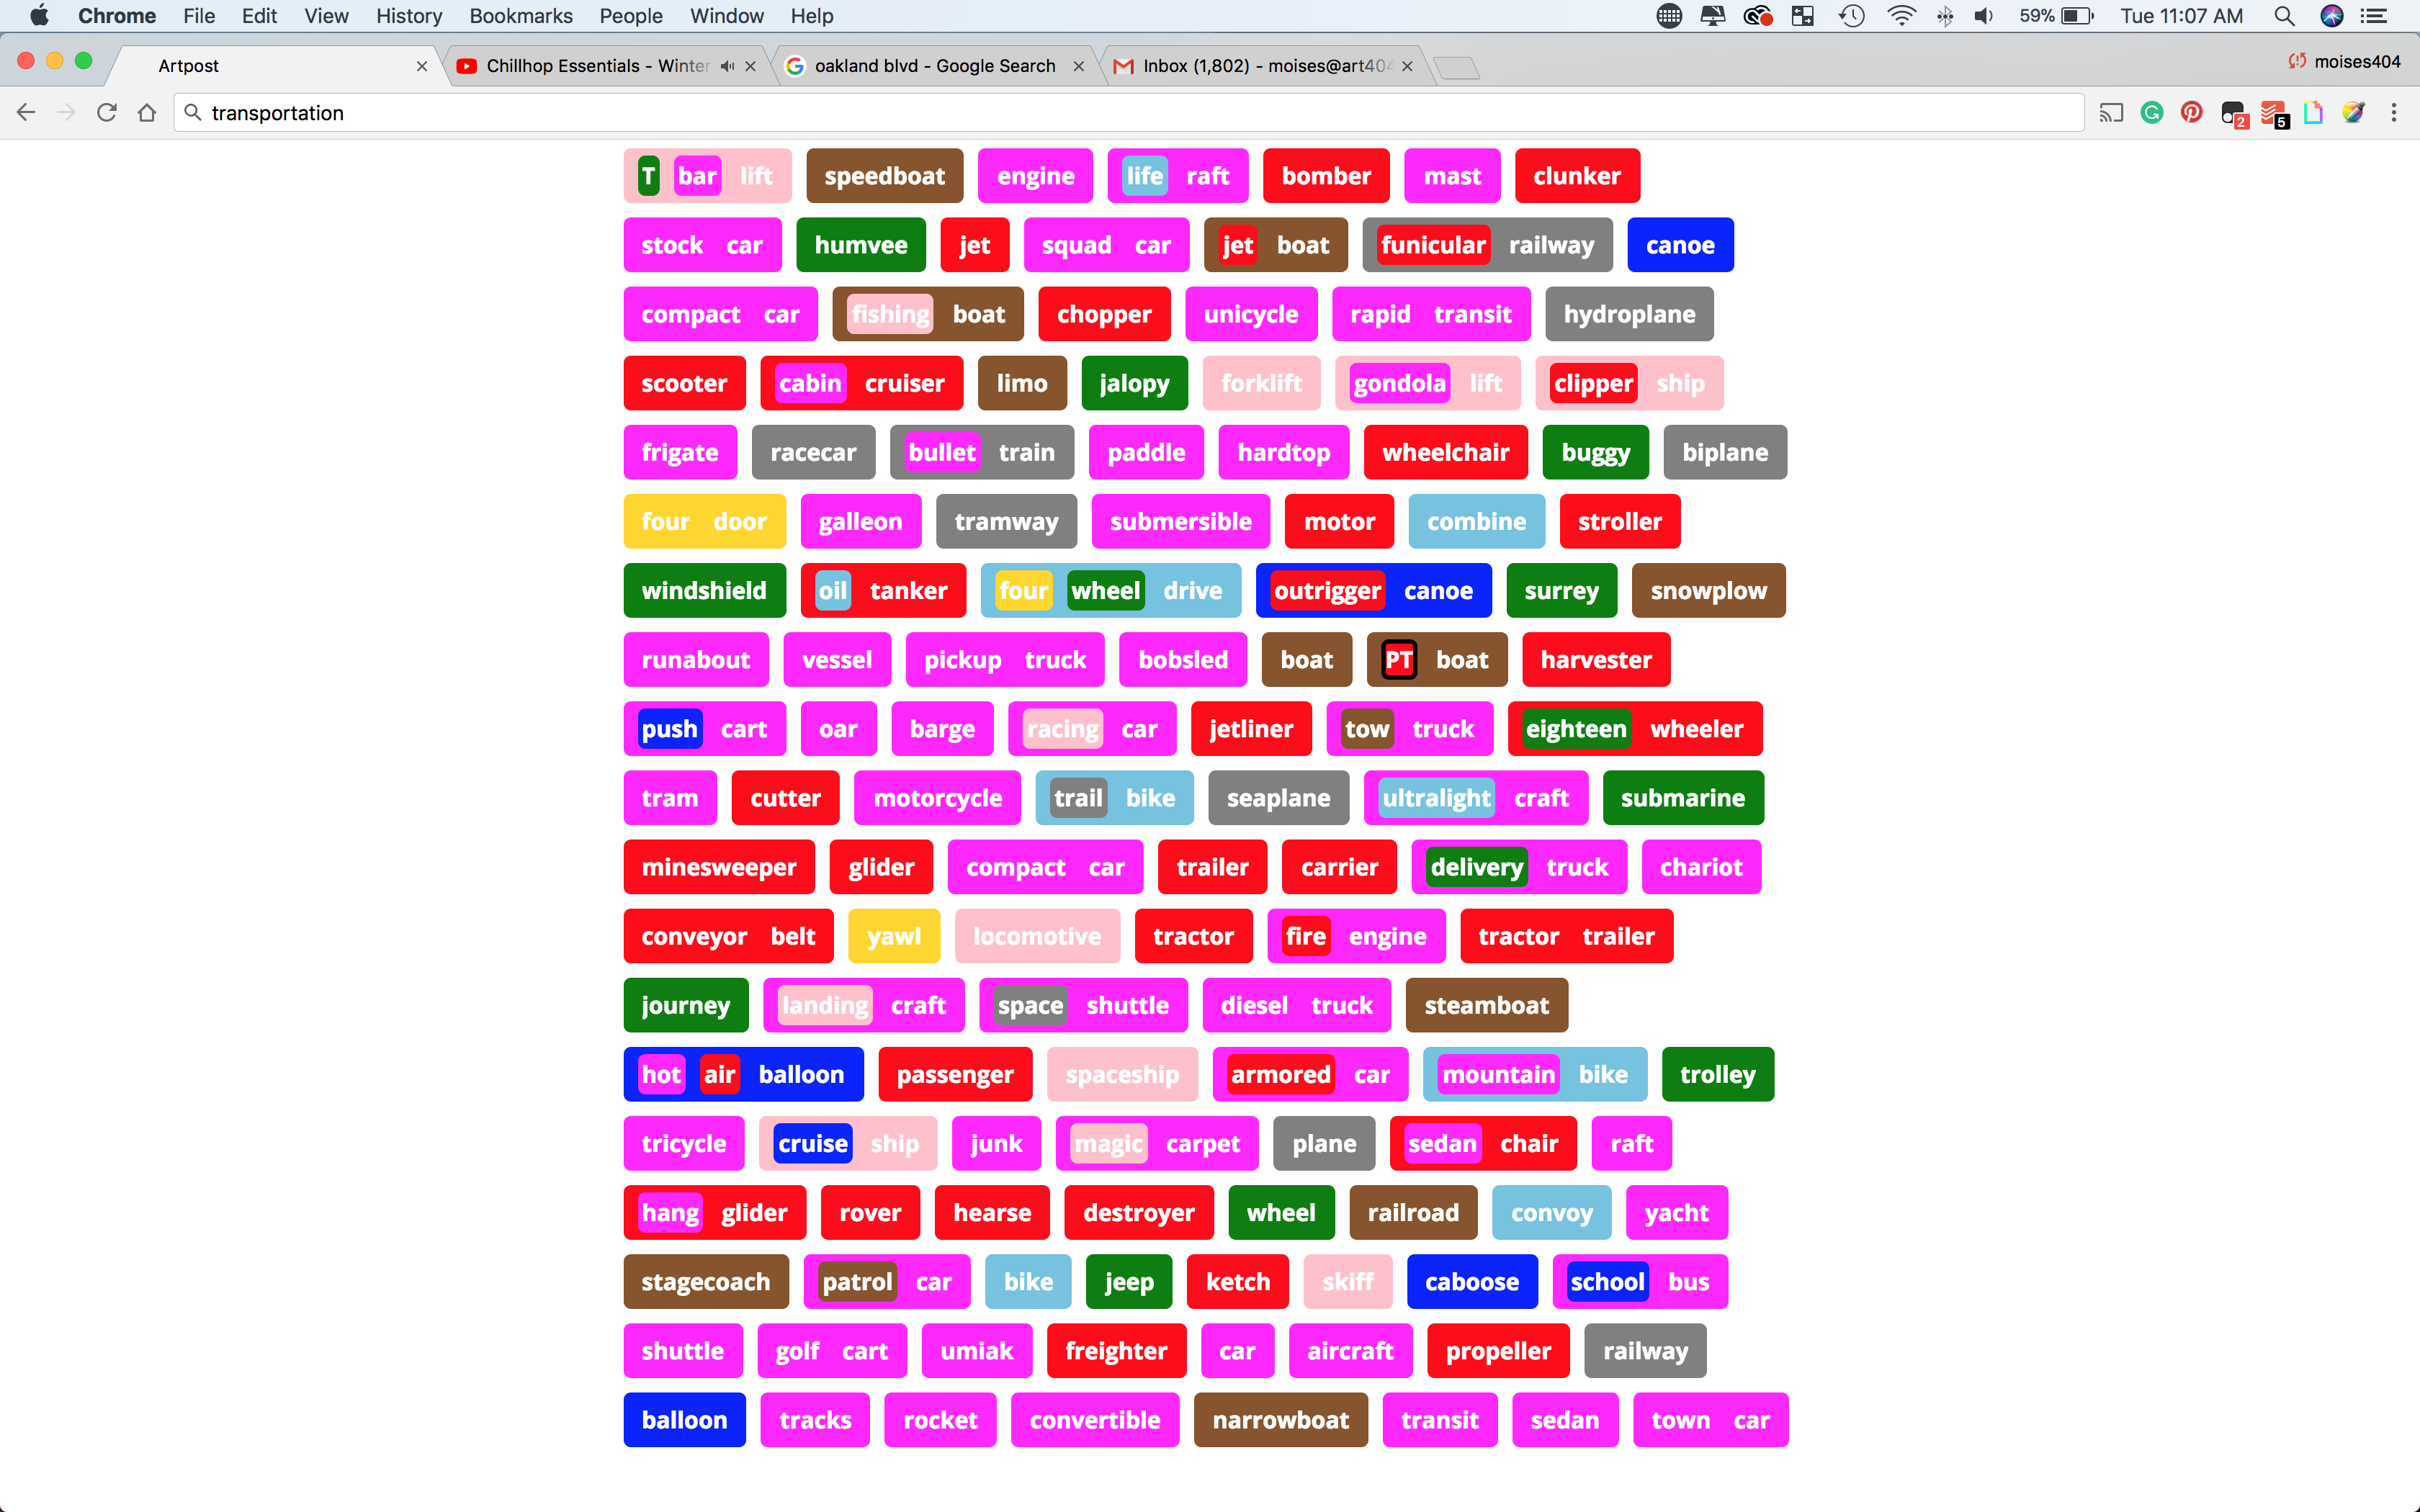 Chrome File Edit View History Bookmarks People Window Help 59% Tue 11:07 AM
Artpost Chillhop Essentials - Winter oakland blvd - Google Search Inbox (1,802) - moises@art404 moises404
transportation 2 5
T bar lift speedboat engine life raft bomber mast clunker
stock car humvee jet squad car jet boat funicular railway canoe
compact car fishing boat chopper unicycle rapid transit hydroplane
scooter cabin cruiser limo jalopy forklift gondola lift clipper ship
frigate racecar bullet train paddle hardtop wheelchair buggy biplane
four door galleon tramway submersible motor combine stroller
windshield oil tanker four wheel drive outrigger canoe surrey snowplow
runabout vessel pickup truck bobsled boat PT boat harvester
push cart oar barge racing car jetliner tow truck eighteen wheeler
tram cutter motorcycle trail bike seaplane ultralight craft submarine
minesweeper glider compact car trailer carrier delivery truck chariot
conveyor belt yawl locomotive tractor fire engine tractor trailer
journey landing craft space shuttle diesel truck steamboat
hot air balloon passenger spaceship armored car mountain bike trolley
tricycle cruise ship junk magic carpet plane sedan chair raft
hang glider rover hearse destroyer wheel railroad convoy yacht
stagecoach patrol car bike jeep ketch skiff caboose school bus
shuttle golf cart umiak freighter car aircraft propeller railway
balloon tracks rocket convertible narrowboat transit sedan town car